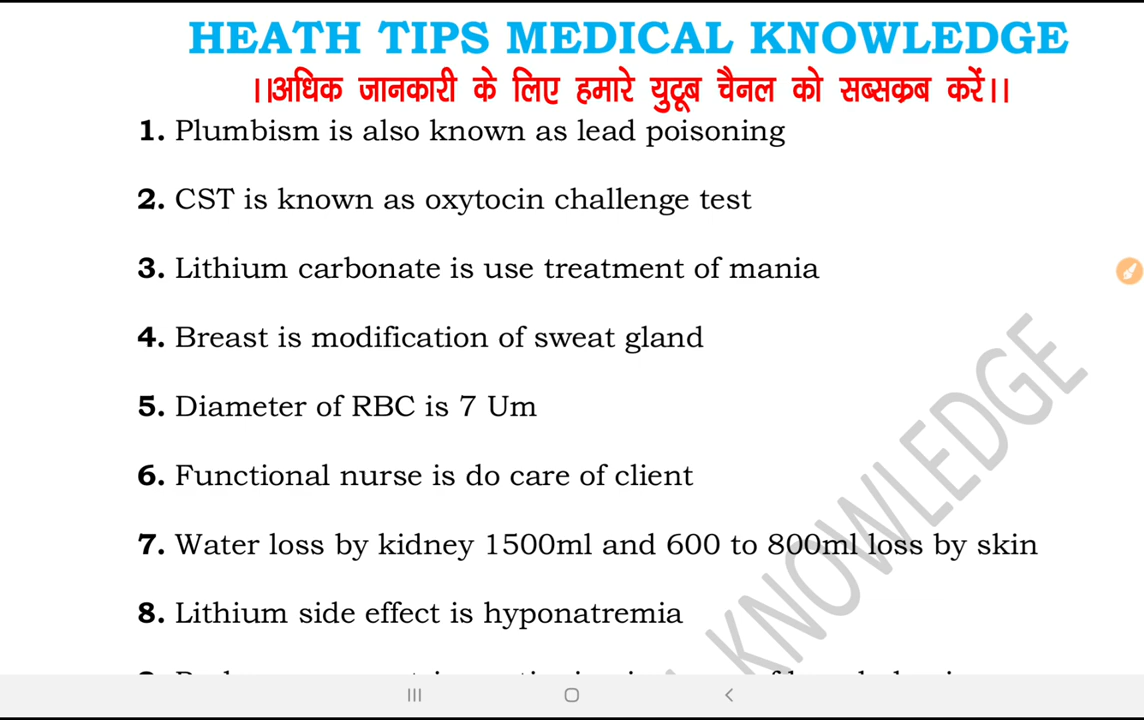 HEATH TIPS MEDICAL KNOWLEDGE
।।अधिक जानकारी के लिए हमारे युटूब चैनल को सब्सक्रब करें।।
1. Plumbism is also known as lead poisoning
2. CST is known as oxytocin challenge test
3. Lithium carbonate is use treatment of mania
4. Breast is modification of sweat gland
5. Diameter of RBC is 7 Um
6. Functional nurse is do care of client
7. Water loss by kidney 1500ml and 600 to 800ml loss by skin
8. Lithium side effect is hyponatremia
KNOWLEDGE